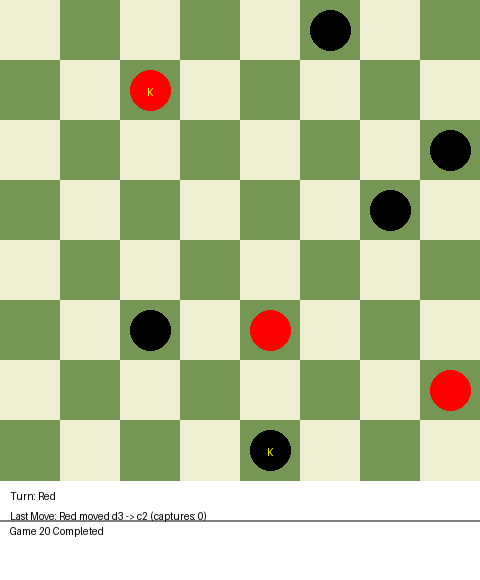 K
K
Turn: Red
Last Move: Red moved d3 -> c2 (captures: 0)
Game 20 Completed